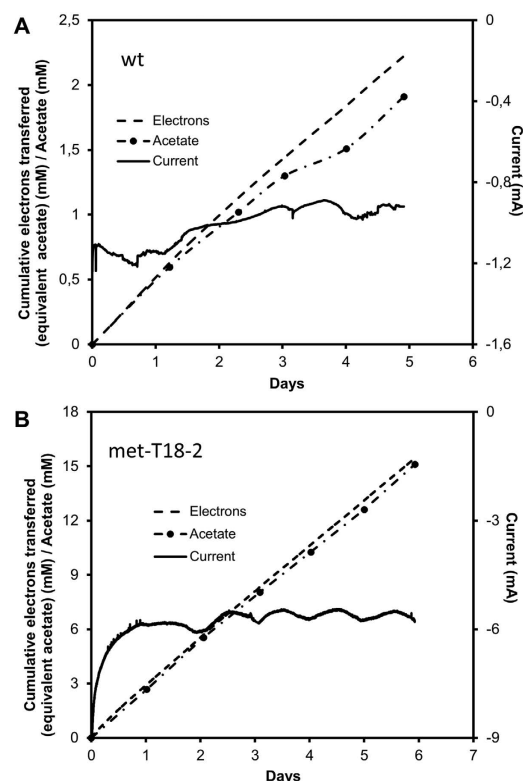 A
wt
Electrons
Acetate
Current
Cumulative electrons transferred
(equivalent acetate) (mM) / Acetate (mM)
2,5
2
1,5
1
0,5
0
0
-0,4
-0,8
-1,2
-1,6
Current (mA)
0 1 2 3 4 5 6
Days
B
met-T18-2
Electrons
Acetate
Current
Cumulative electrons transferred
(equivalent acetate) (mM) / Acetate (mM)
18
15
12
9
6
3
0
0
-3
-6
-9
Current (mA)
0 1 2 3 4 5 6 7
Days